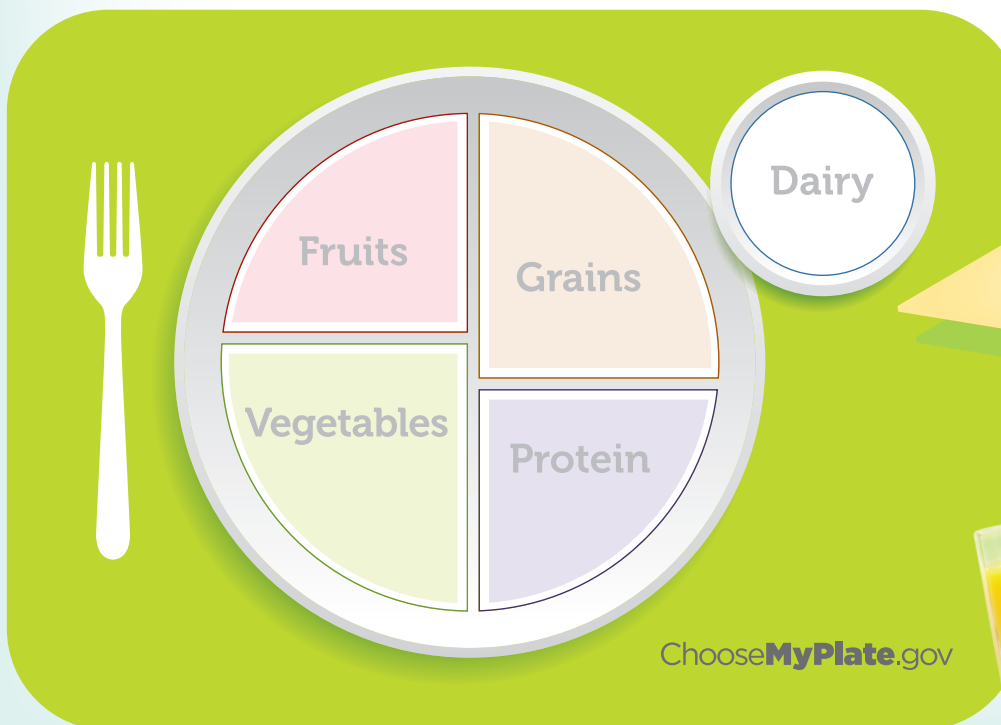 Dairy
Fruits
Grains
Vegetables
Protein
ChooseMyPlate.gov